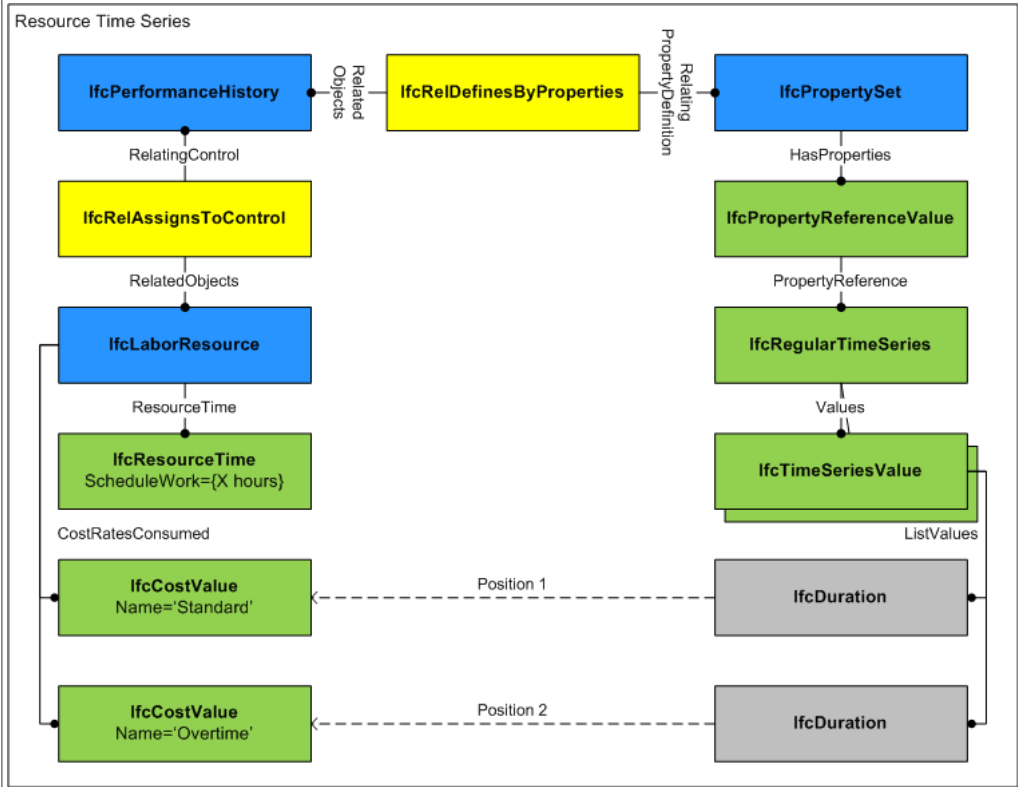 Resource Time Series
IfcPerformanceHistory
Related
Objects
IfcRelDefinesByProperties
Relating
PropertyDefinition
IfcPropertySet
RelatingControl
HasProperties
IfcRelAssignsToControl
IfcPropertyReferenceValue
RelatedObjects
PropertyReference
IfcLaborResource
IfcRegularTimeSeries
ResourceTime
Values
IfcResourceTime
ScheduleWork={X hours}
IfcTimeSeriesValue
CostRatesConsumed
ListValues
IfcCostValue
Name='Standard'
Position 1
IfcDuration
IfcCostValue
Name='Overtime'
Position 2
IfcDuration